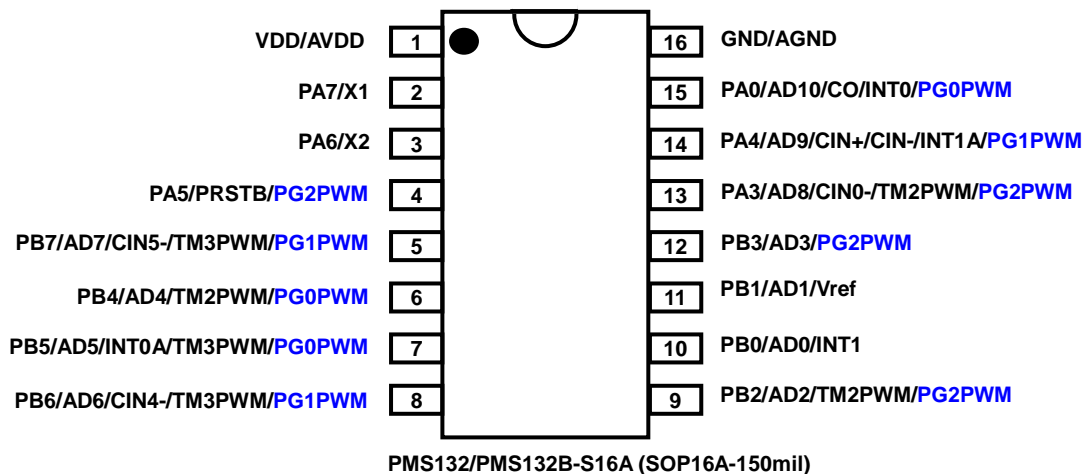 VDD/AVDD 1 16 GND/AGND
PA7/X1 2 15 PA0/AD10/CO/INT0/PG0PWM
PA6/X2 3 14 PA4/AD9/CIN+/CIN-/INT1A/PG1PWM
PA5/PRSTB/PG2PWM 4 13 PA3/AD8/CIN0-/TM2PWM/PG2PWM
PB7/AD7/CIN5-/TM3PWM/PG1PWM 5 12 PB3/AD3/PG2PWM
PB4/AD4/TM2PWM/PG0PWM 6 11 PB1/AD1/Vref
PB5/AD5/INT0A/TM3PWM/PG0PWM 7 10 PB0/AD0/INT1
PB6/AD6/CIN4-/TM3PWM/PG1PWM 8 9 PB2/AD2/TM2PWM/PG2PWM
PMS132/PMS132B-S16A (SOP16A-150mil)